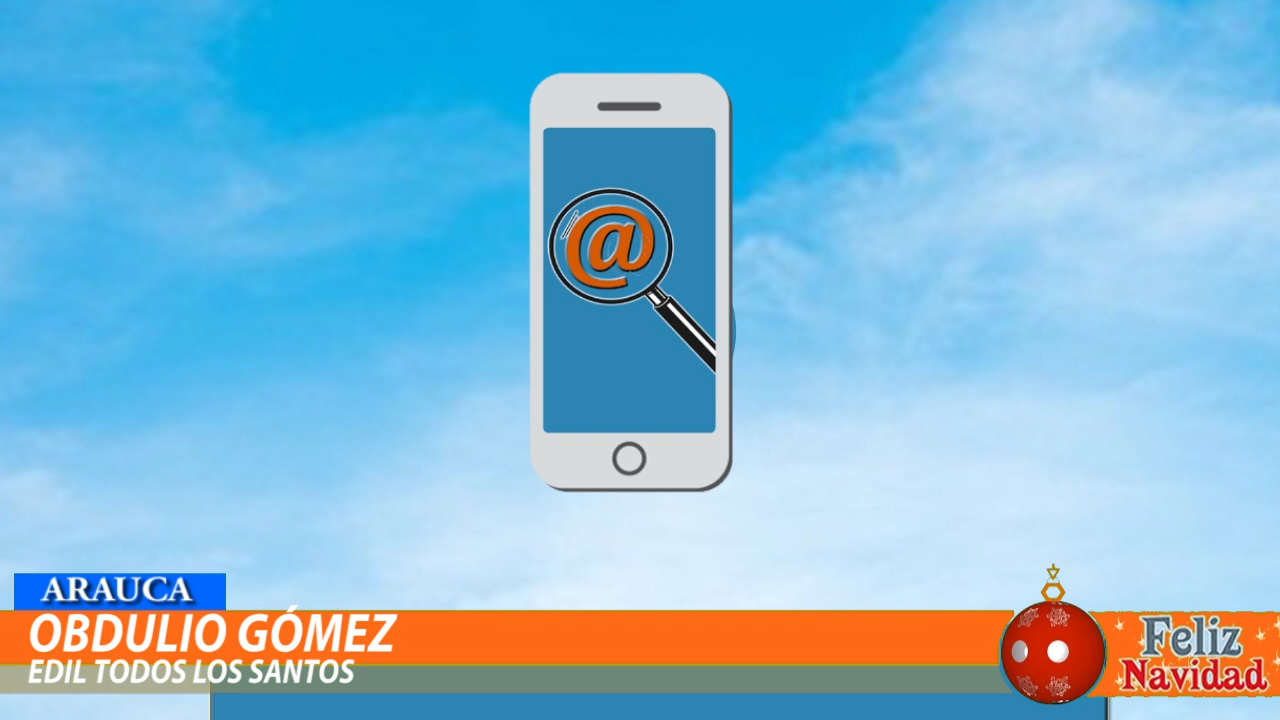 @
ARAUCA
OBDULIO GÓMEZ
EDIL TODOS LOS SANTOS
Feliz
Navidad